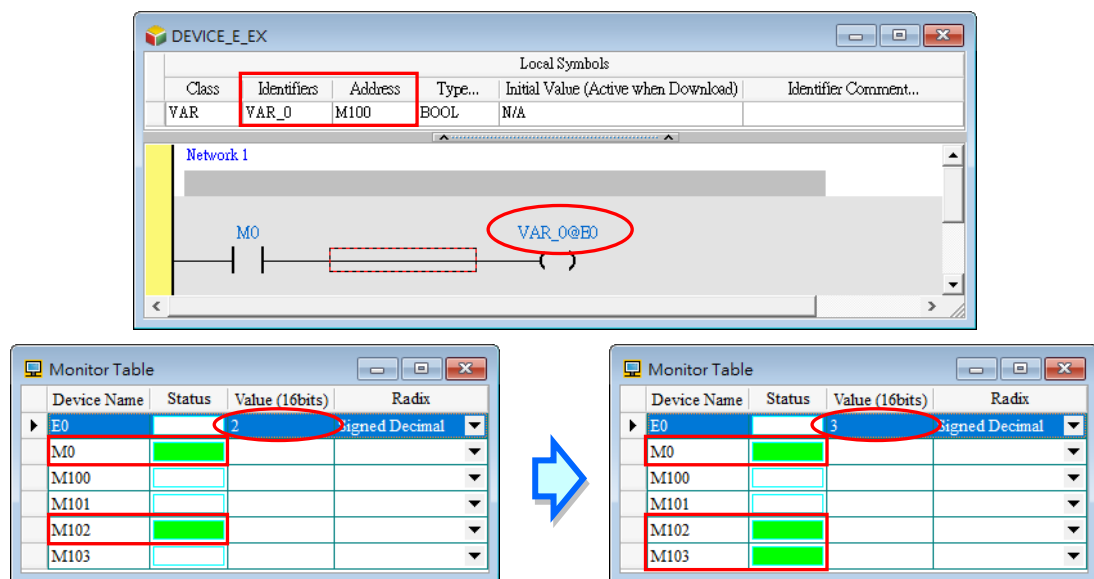 DEVICE_E_EX
Local Symbols
Class Identifiers Address Type... Initial Value (Active when Download) Identifier Comment...
VAR VAR_0 M100 BOOL N/A
Network 1
M0 VAR_0@E0
Monitor Table
Device Name Status Value (16bits) Radix
E0 2 Signed Decimal
M0
M100
M101
M102
M103
Monitor Table
Device Name Status Value (16bits) Radix
E0 3 Signed Decimal
M0
M100
M101
M102
M103